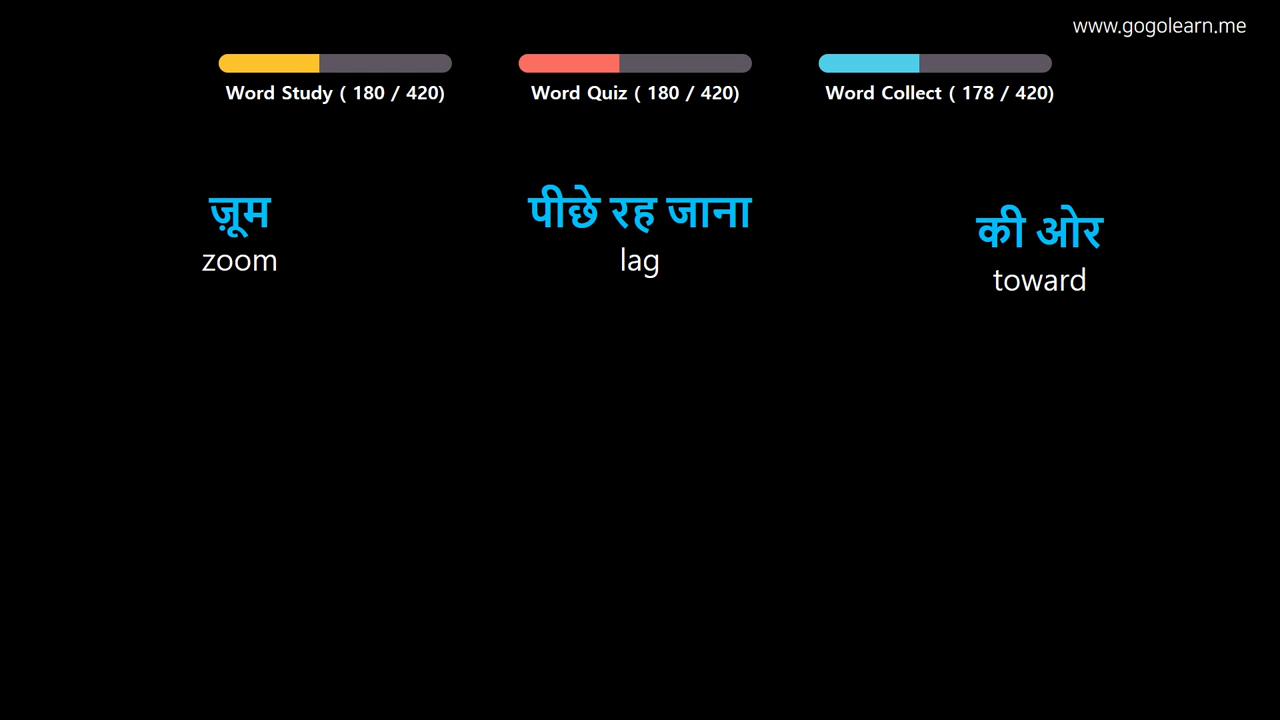 www.gogolearn.me
Word Study ( 180 / 420)
Word Quiz ( 180 / 420)
Word Collect ( 178 / 420)
ज़ूम
zoom
पीछे रह जाना
lag
की ओर
toward